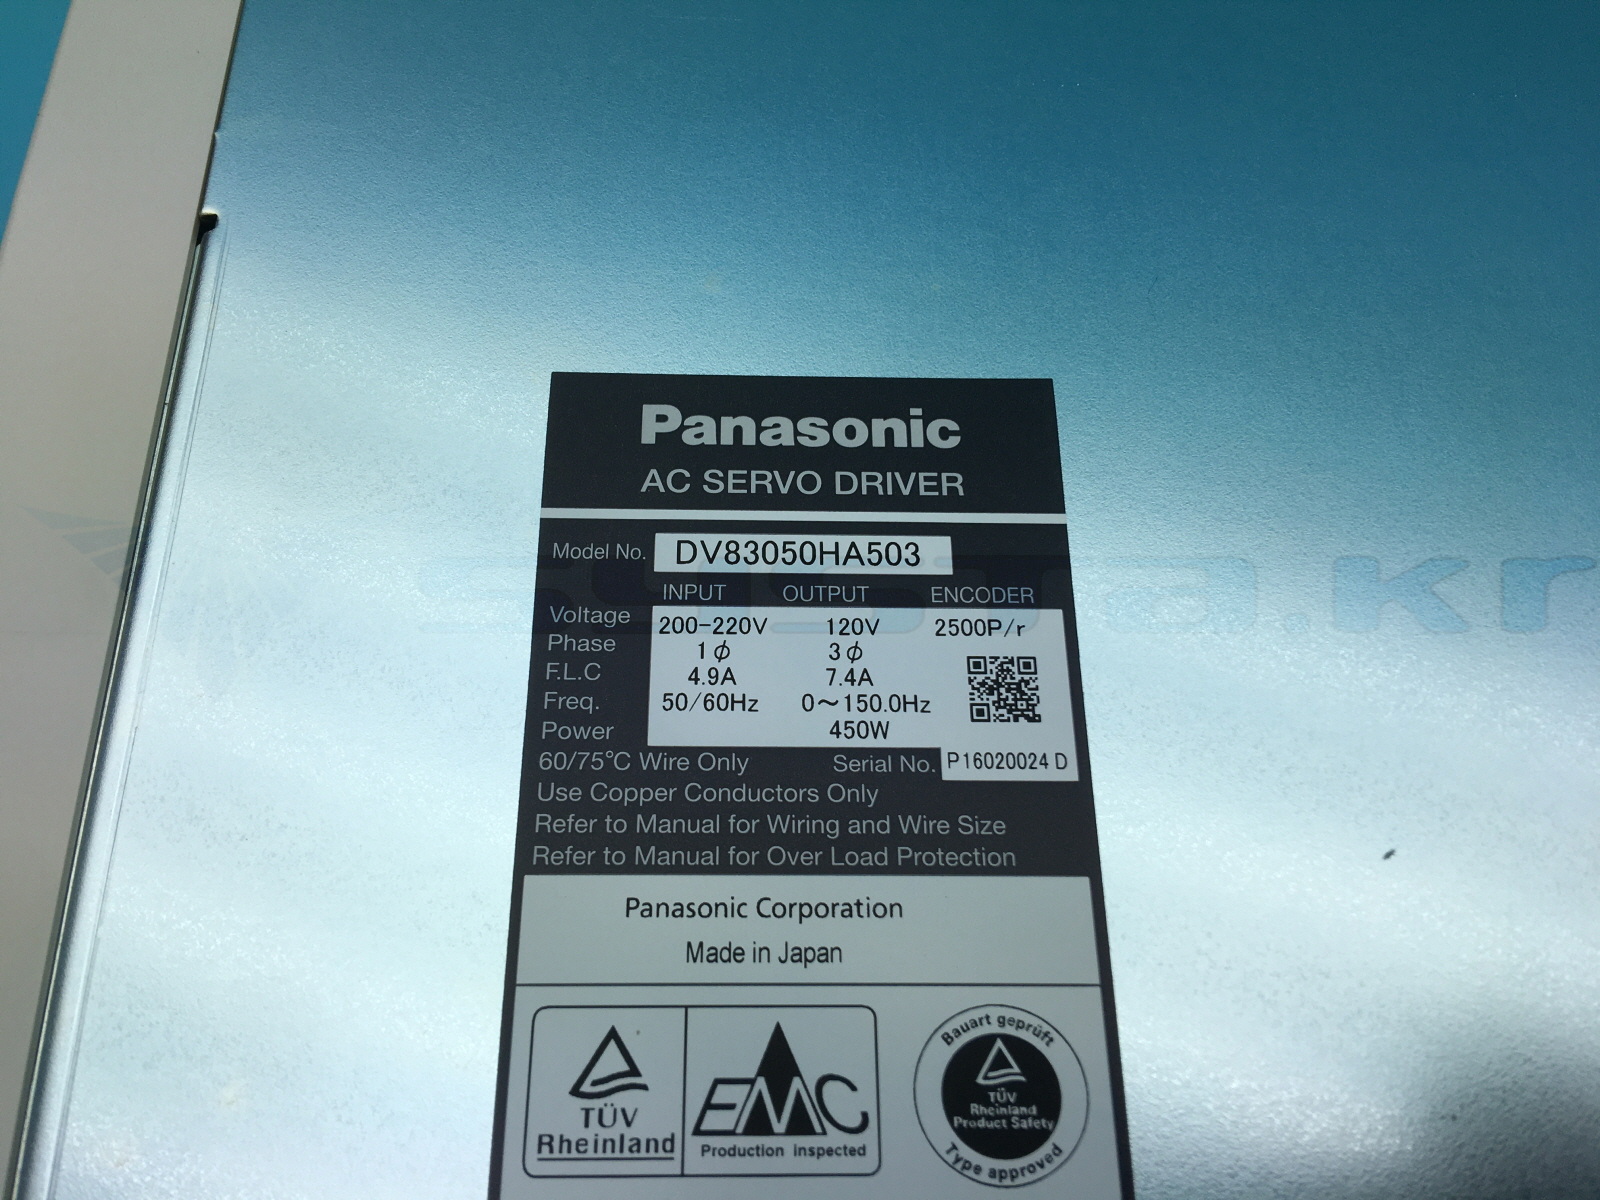 Panasonic
AC SERVO DRIVER
Model No. DV83050HA503
INPUT OUTPUT ENCODER
Voltage 200-220V 120V 2500P/r
Phase 1ϕ 3ϕ
F.L.C 4.9A 7.4A
Freq. 50/60Hz 0~150.0Hz
Power 450W
60/75°C Wire Only Serial No. P16020024 D
Use Copper Conductors Only
Refer to Manual for Wiring and Wire Size
Refer to Manual for Over Load Protection
Panasonic Corporation
Made in Japan
TÜV
Rheinland
EMC
Production inspected
Bauart geprüft
TÜV
Rheinland
Product Safety
Type approved
systa.kr